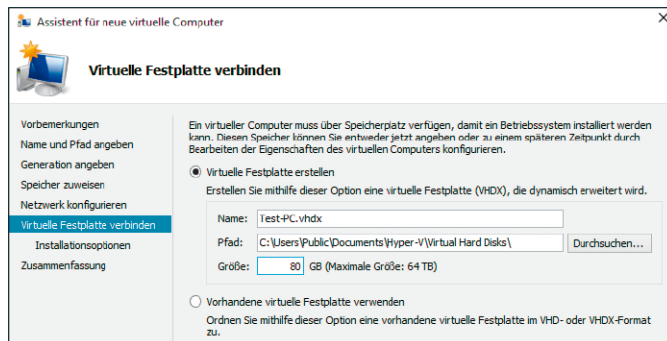 Assistent für neue virtuelle Computer
Virtuelle Festplatte verbinden
Vorbemerkungen
Name und Pfad angeben
Generation angeben
Speicher zuweisen
Netzwerk konfigurieren
Virtuelle Festplatte verbinden
Installationsoptionen
Zusammenfassung
Ein virtueller Computer muss über Speicherplatz verfügen, damit ein Betriebssystem installiert werden
kann. Diesen Speicher können Sie entweder jetzt angeben oder zu einem späteren Zeitpunkt durch
Bearbeiten der Eigenschaften des virtuellen Computers konfigurieren.
Virtuelle Festplatte erstellen
Erstellen Sie mithilfe dieser Option eine virtuelle Festplatte (VHDX), die dynamisch erweitert wird.
Name: Test-PC.vhdx
Pfad: C:\Users\Public\Documents\Hyper-V\Virtual Hard Disks\ Durchsuchen...
Größe: 80 GB (Maximale Größe: 64 TB)
Vorhandene virtuelle Festplatte verwenden
Ordnen Sie mithilfe dieser Option eine vorhandene virtuelle Festplatte im VHD- oder VHDX-Format
zu.